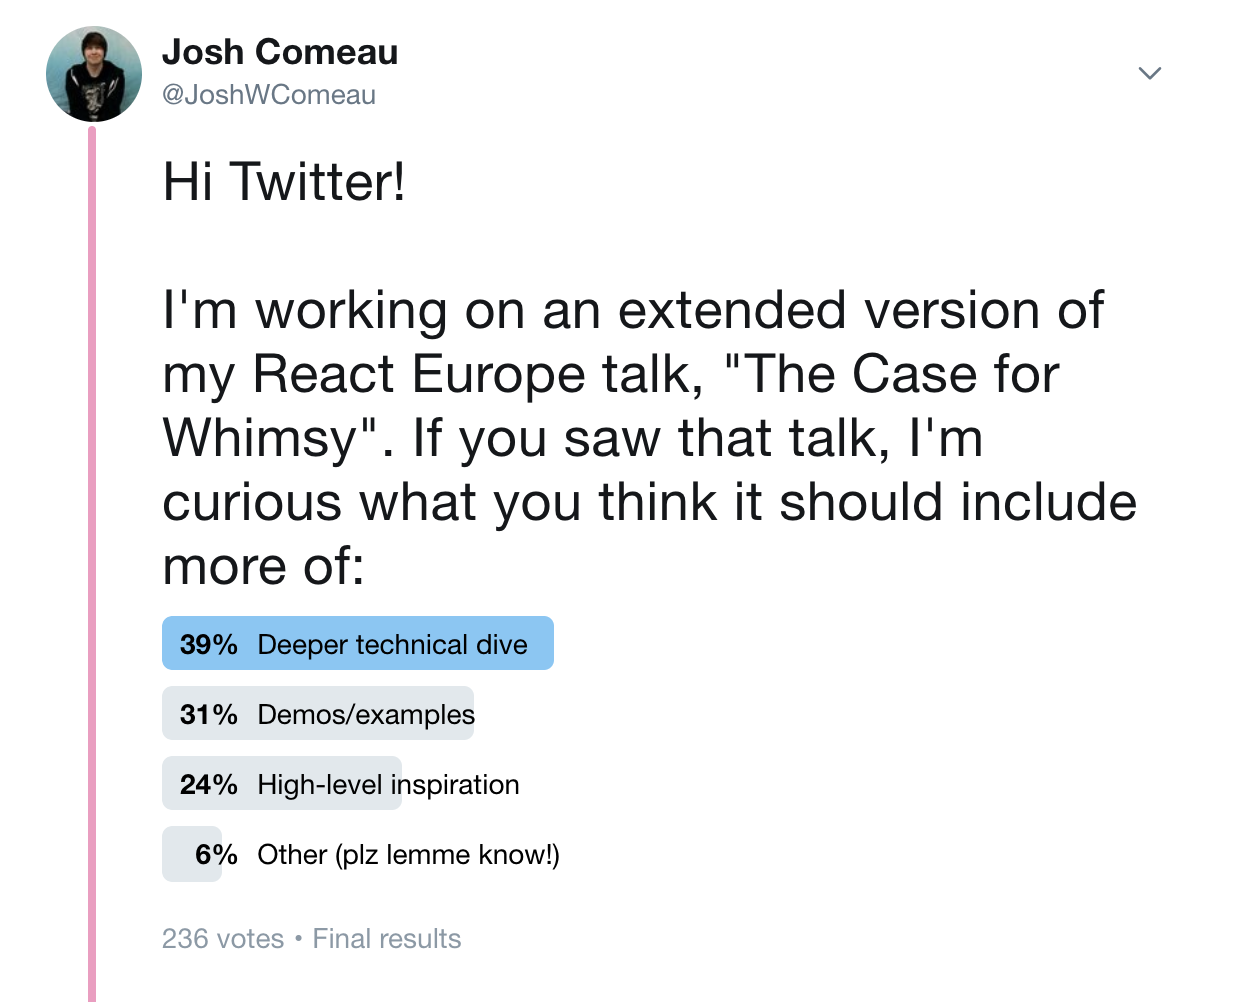 Josh Comeau
@JoshWComeau
Hi Twitter!
I'm working on an extended version of
my React Europe talk, "The Case for
Whimsy". If you saw that talk, I'm
curious what you think it should include
more of:
39% Deeper technical dive
31% Demos/examples
24% High-level inspiration
6% Other (plz lemme know!)
236 votes • Final results